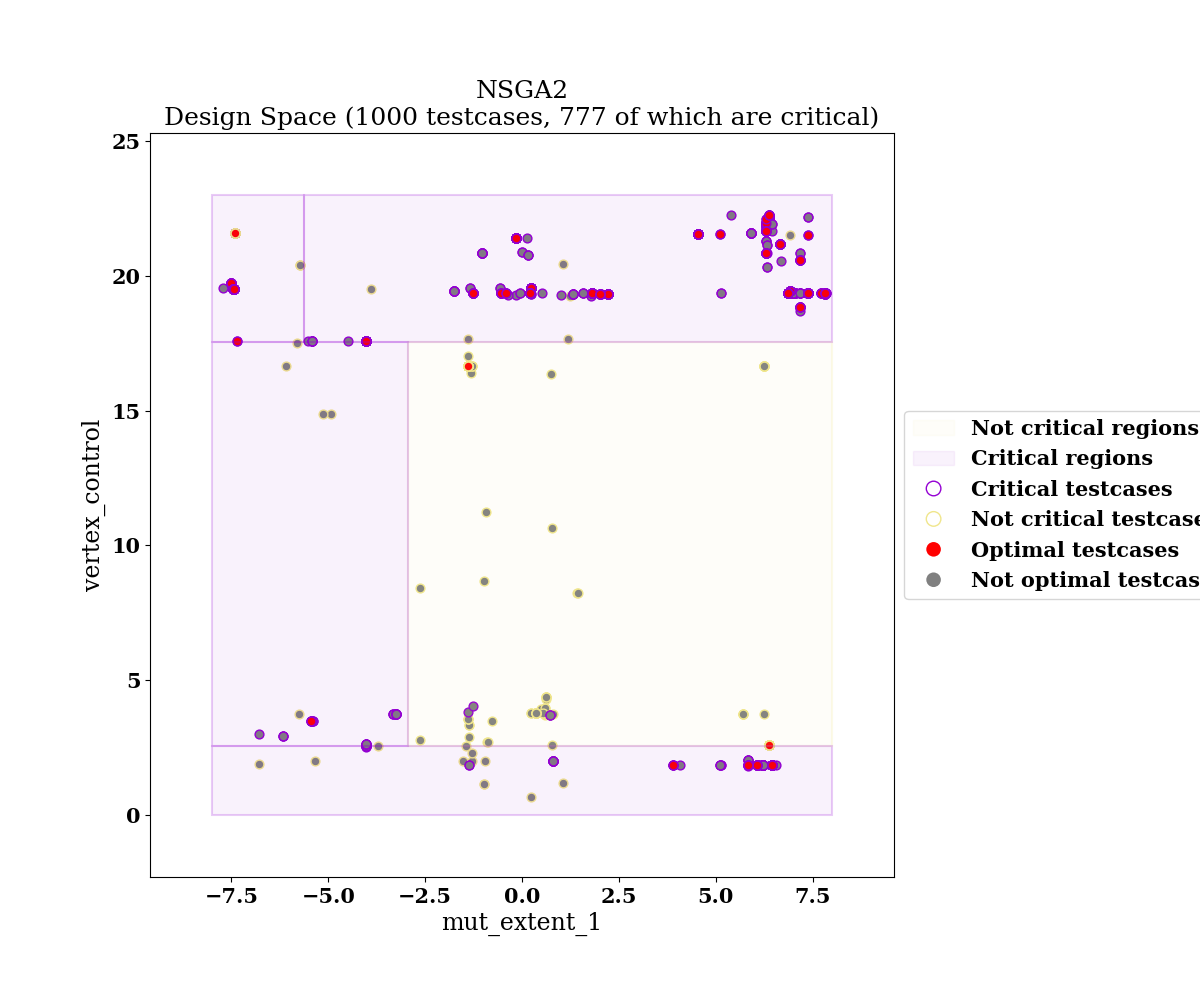 NSGA2
Design Space (1000 testcases, 777 of which are critical)
25
20
15
10
5
0
vertex_control
−7.5 −5.0 −2.5 0.0 2.5 5.0 7.5
mut_extent_1
Not critical regions
Critical regions
Critical testcases
Not critical testcase
Optimal testcases
Not optimal testcas